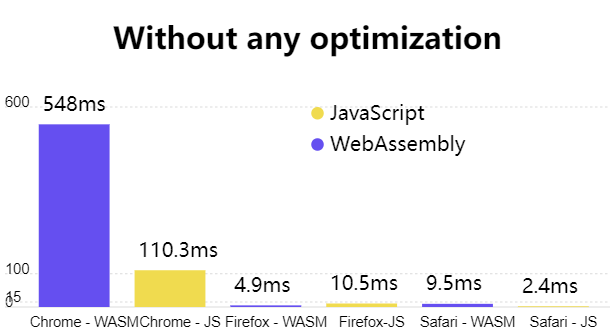 Without any optimization
600
548ms
JavaScript
WebAssembly
110.3ms
100
4.9ms
10.5ms
9.5ms
2.4ms
15
0
Chrome - WASM
Chrome - JS
Firefox - WASM
Firefox-JS
Safari - WASM
Safari - JS